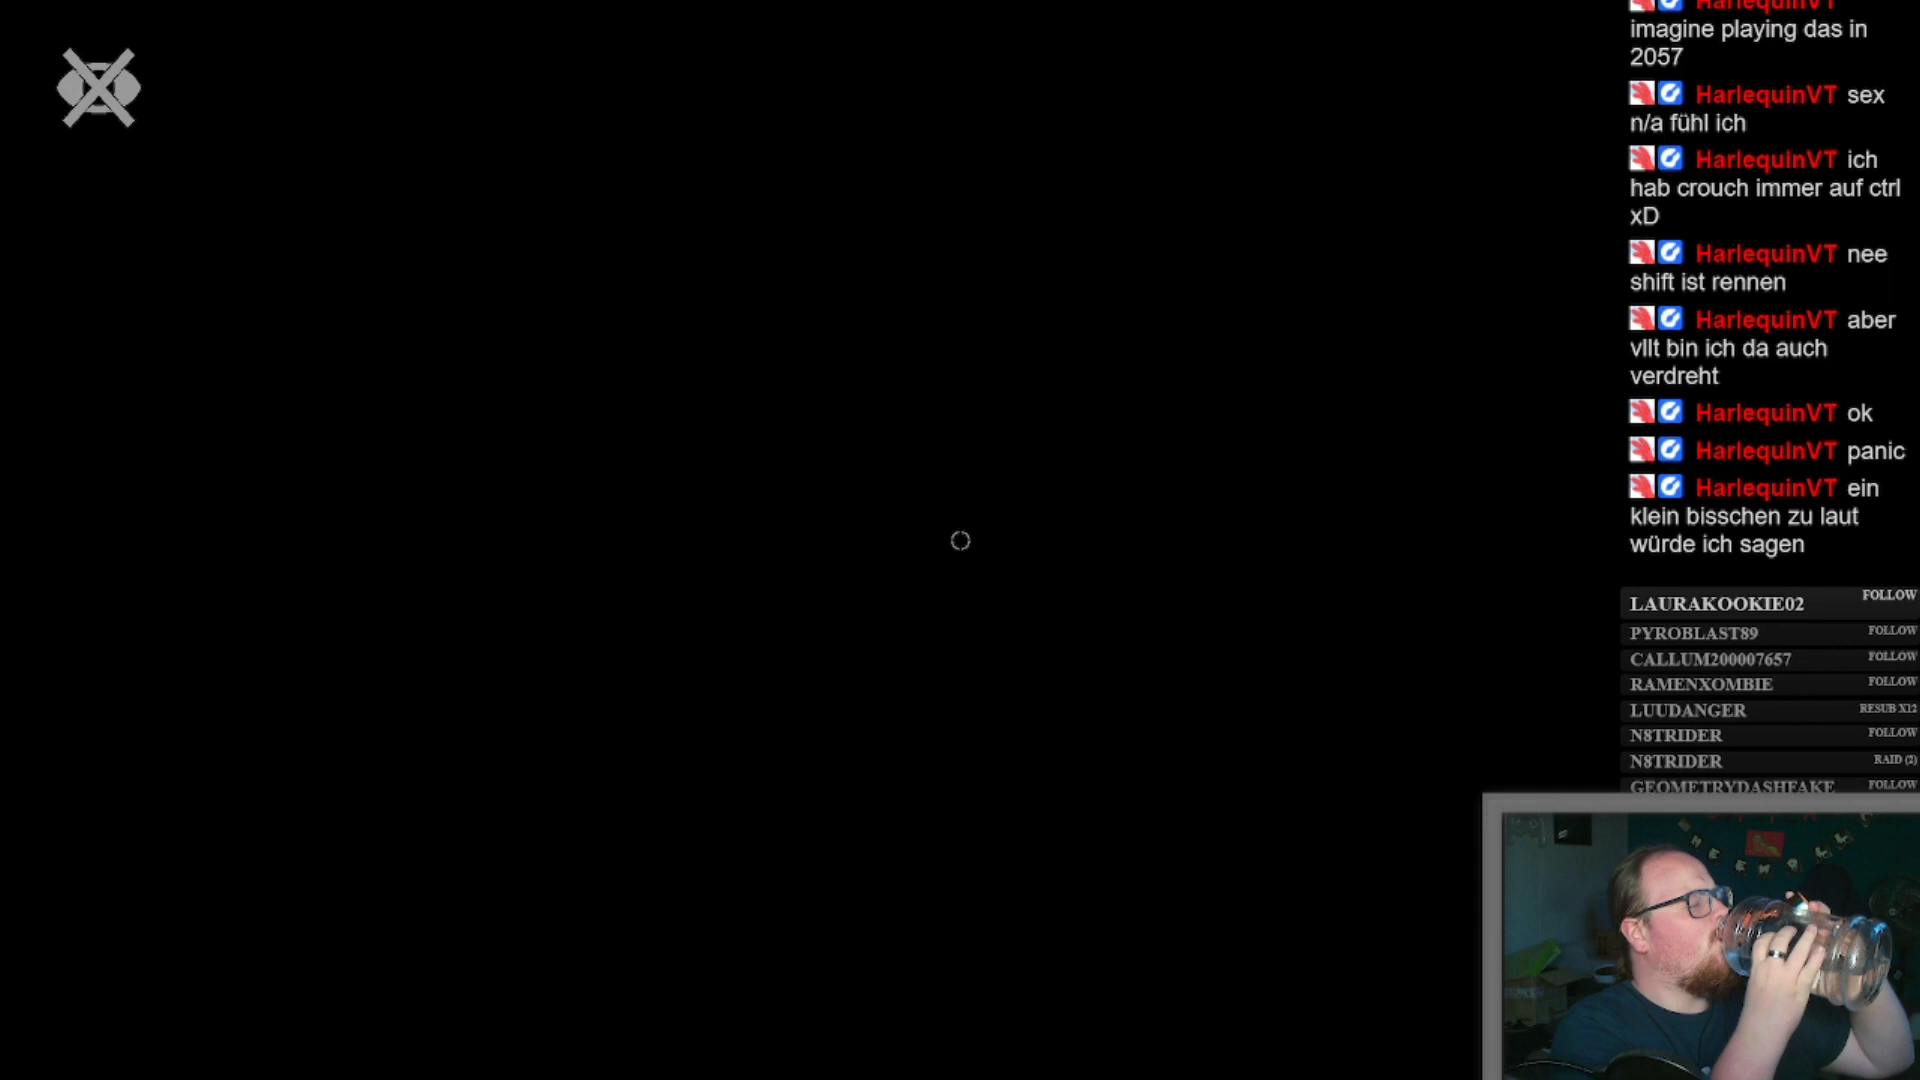 HarlequinVT
imagine playing das in
2057
HarlequinVT sex
n/a fühl ich
HarlequinVT ich
hab crouch immer auf ctrl
xD
HarlequinVT nee
shift ist rennen
HarlequinVT aber
vllt bin ich da auch
verdreht
HarlequinVT ok
HarlequinVT panic
HarlequinVT ein
klein bisschen zu laut
würde ich sagen
LAURAKOOKIE02 FOLLOW
PYROBLAST89 FOLLOW
CALLUM200007657 FOLLOW
RAMENXOMBIE FOLLOW
LUUDANGER RESUB X12
N8TRIDER FOLLOW
N8TRIDER RAID (2)
GEOMETRYDASHFAKE FOLLOW